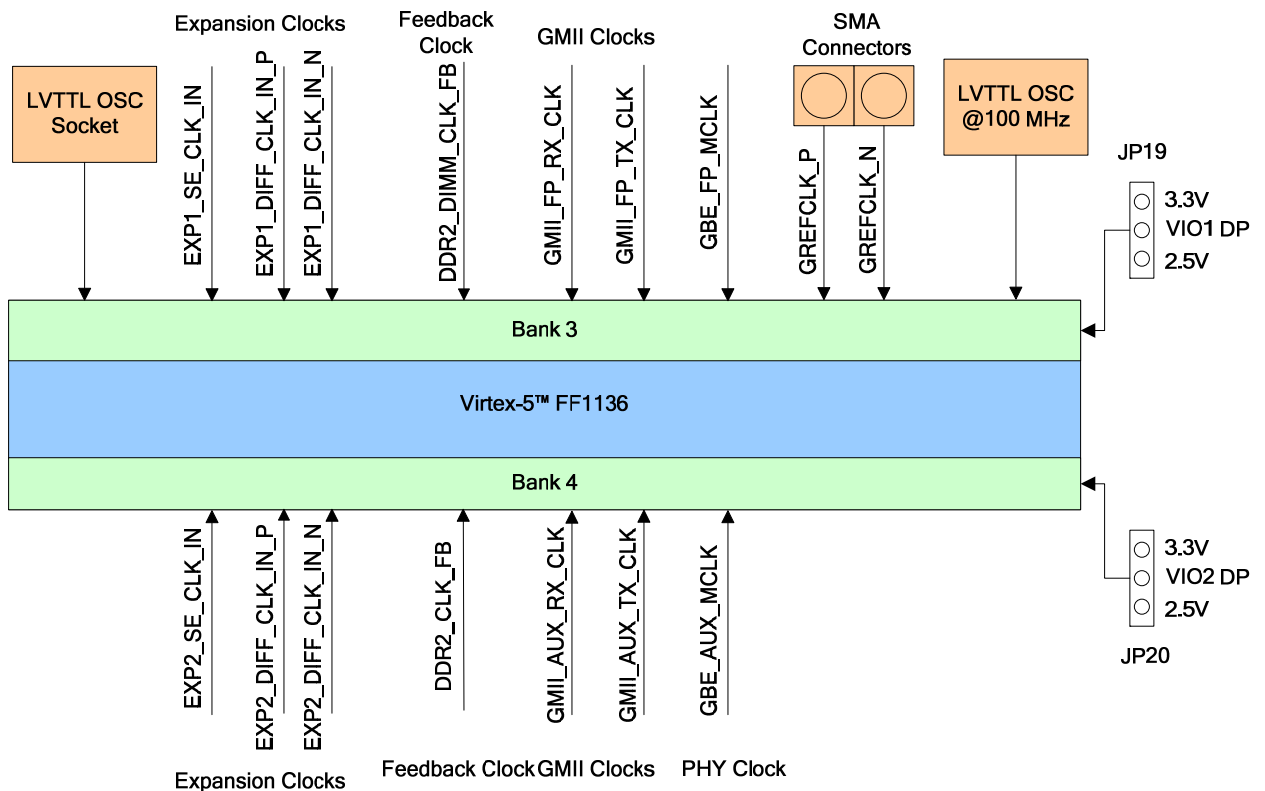 Expansion Clocks
Feedback
Clock
GMII Clocks
SMA
Connectors
LVTTL OSC
Socket
EXP1_SE_CLK_IN
EXP1_DIFF_CLK_IN_P
EXP1_DIFF_CLK_IN_N
DDR2_DIMM_CLK_FB
GMII_FP_RX_CLK
GMII_FP_TX_CLK
GBE_FP_MCLK
GREFCLK_P
GREFCLK_N
LVTTL OSC
@100 MHz
JP19
3.3V
VIO1 DP
2.5V
Bank 3
Virtex-5™ FF1136
Bank 4
EXP2_SE_CLK_IN
EXP2_DIFF_CLK_IN_P
EXP2_DIFF_CLK_IN_N
DDR2_CLK_FB
GMII_AUX_RX_CLK
GMII_AUX_TX_CLK
GBE_AUX_MCLK
3.3V
VIO2 DP
2.5V
JP20
Expansion Clocks
Feedback Clock
GMII Clocks
PHY Clock